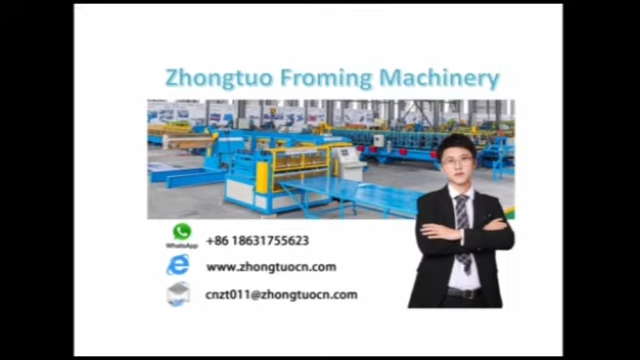 Zhongtuo Froming Machinery
WhatsApp
+86 18631755623
www.zhongtuocn.com
cnzt011@zhongtuocn.com